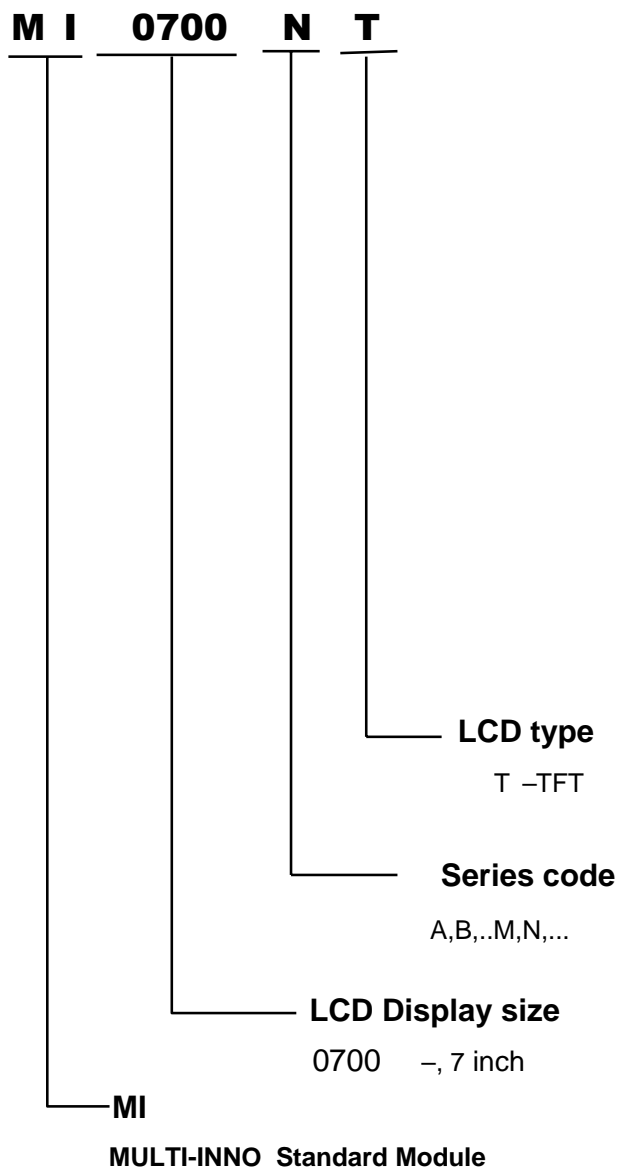 M I 0700 N T
LCD type
T –TFT
Series code
A,B,..M,N,...
LCD Display size
0700 –, 7 inch
MI
MULTI-INNO Standard Module